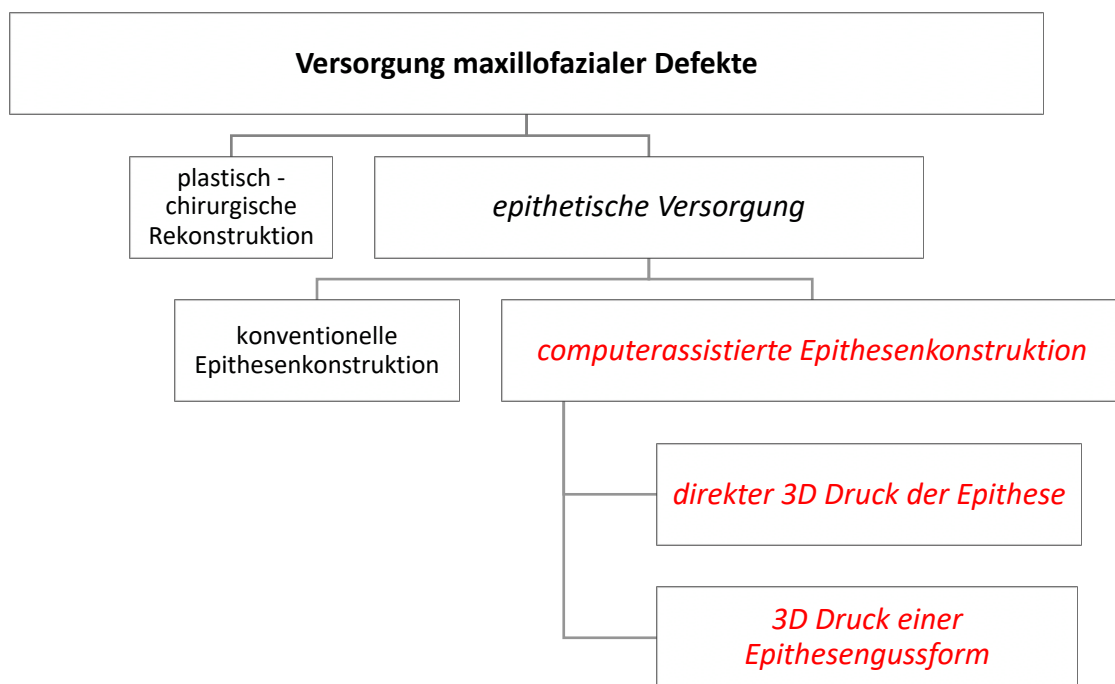 Versorgung maxillofazialer Defekte
plastisch -
chirurgische
Rekonstruktion
epithetische Versorgung
konventionelle
Epithesenkonstruktion
computerassistierte Epithesenkonstruktion
direkter 3D Druck der Epithese
3D Druck einer
Epithesengussform